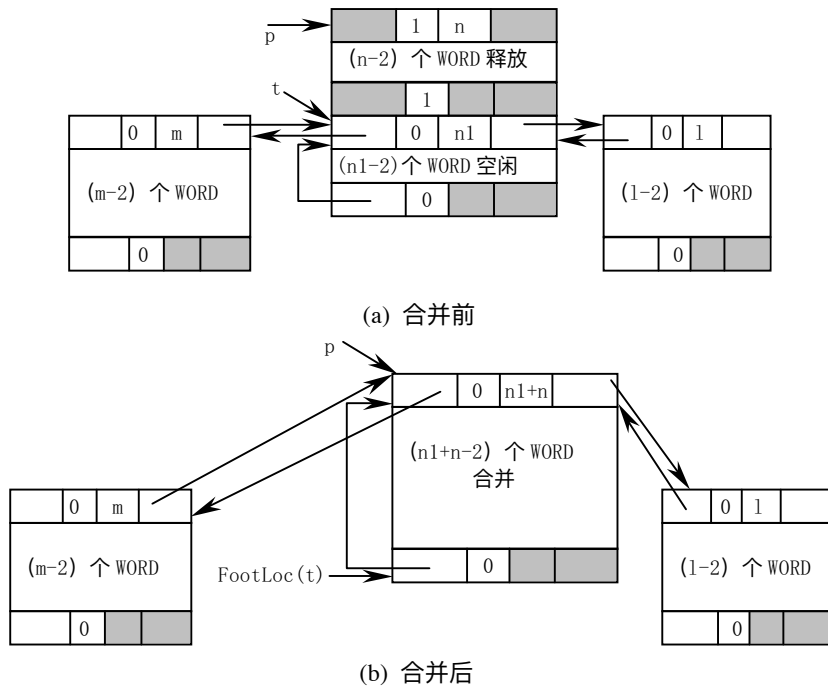 1 n
p
(n-2) 个 WORD 释放
t
1
0 m
0 n1
0 l
(m-2) 个 WORD
(n1-2)个 WORD 空闲
(l-2) 个 WORD
0
0
0
(a) 合并前
p
0 n1+n
(n1+n-2) 个 WORD
合并
0 m
0 l
(m-2) 个 WORD
FootLoc(t)
0
(l-2) 个 WORD
0
0
(b) 合并后